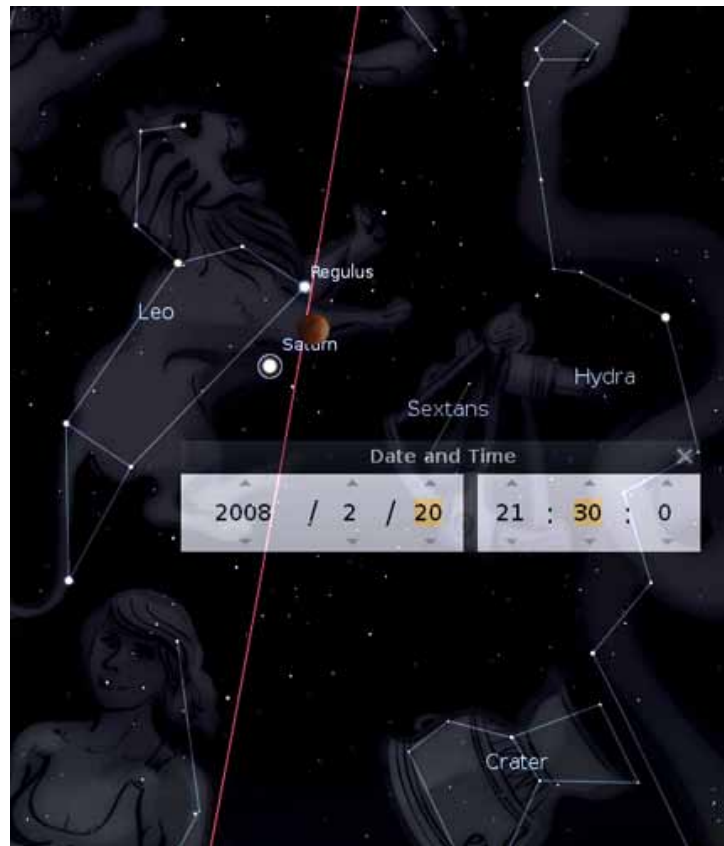 Regulus
Leo
Saturn
Hydra
Sextans
Date and Time
2008 / 2 / 20 21 : 30 : 0
Crater